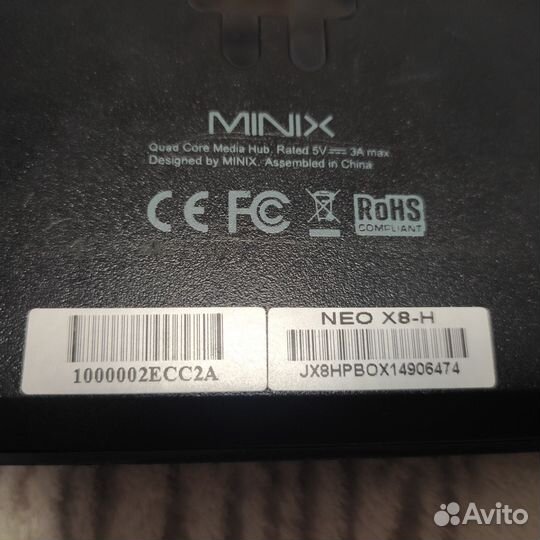 MINIX
Quad Core Media Hub. Rated 5V⎓ 3A max
Designed by MINIX. Assembled in China
CE FC RoHS
COMPLIANT
NEO X8-H
1000002ECC2A
JX8HPBOX14906474
Avito